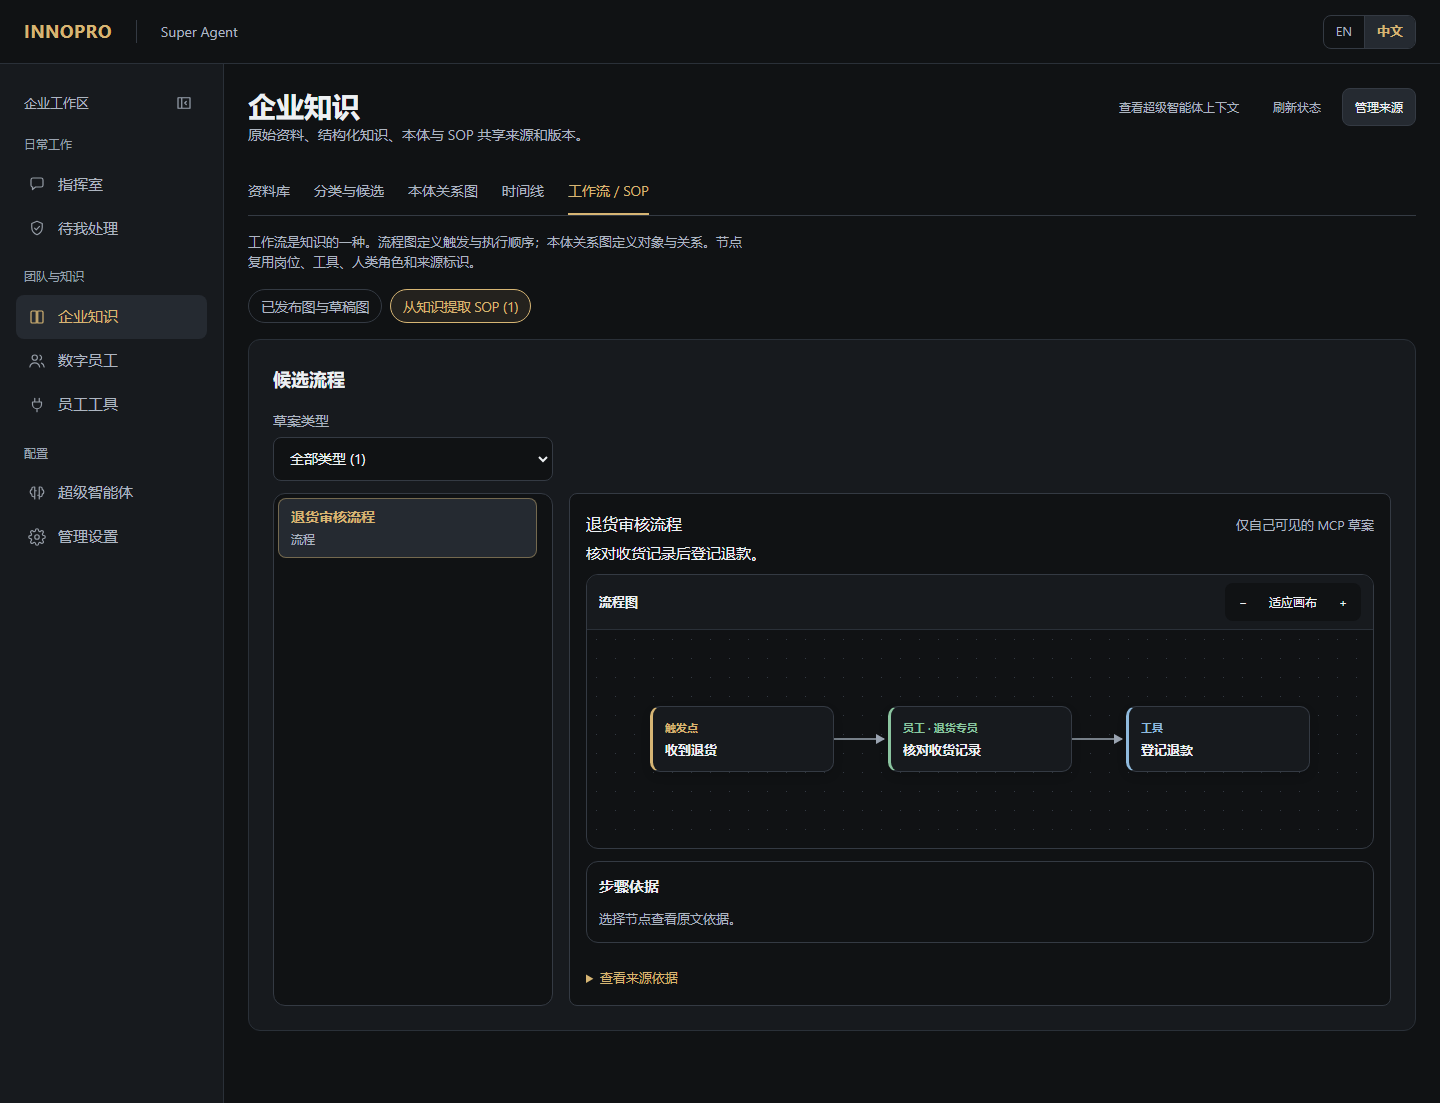 INNOPRO
Super Agent
EN
中文
企业工作区
日常工作
指挥室
待我处理
团队与知识
企业知识
数字员工
员工工具
配置
超级智能体
管理设置
企业知识
原始资料、结构化知识、本体与 SOP 共享来源和版本。
查看超级智能体上下文
刷新状态
管理来源
资料库
分类与候选
本体关系图
时间线
工作流 / SOP
工作流是知识的一种。流程图定义触发与执行顺序；本体关系图定义对象与关系。节点
复用岗位、工具、人类角色和来源标识。
已发布图与草稿图
从知识提取 SOP (1)
候选流程
草案类型
全部类型 (1)
退货审核流程
流程
退货审核流程
仅自己可见的 MCP 草案
核对收货记录后登记退款。
流程图
−
适应画布
+
触发点
收到退货
员工 · 退货专员
核对收货记录
工具
登记退款
步骤依据
选择节点查看原文依据。
查看来源依据